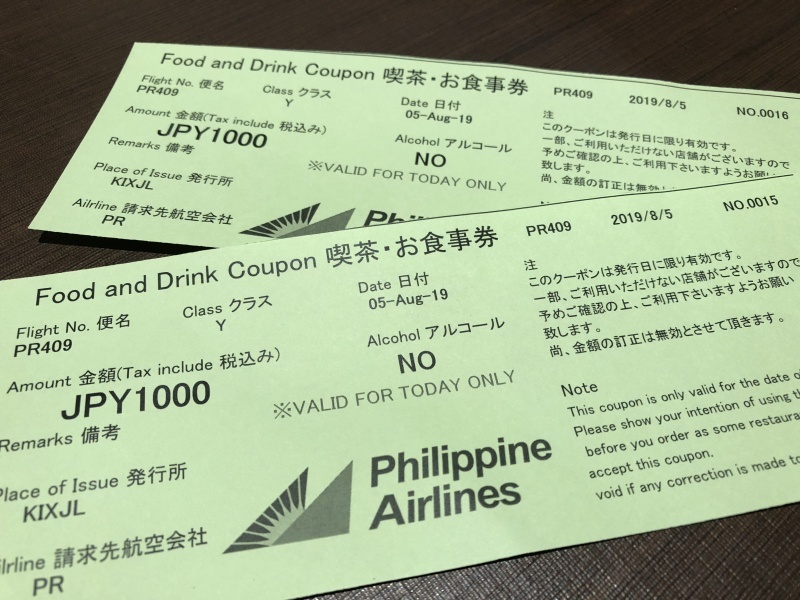 Food and Drink Coupon 喫茶・お食事券
PR409 2019/8/5 NO.0016
Flight No. 便名
PR409
Class クラス
Y
Date 日付
05-Aug-19
Amount 金額(Tax include 税込み)
JPY1000
Alcohol アルコール
NO
Remarks 備考
※VALID FOR TODAY ONLY
Place of Issue 発行所
KIXJL
Ailrline 請求先航空会社
PR
注
このクーポンは発行日に限り有効です。
一部、ご利用いただけない店舗がございますので
予めご確認の上、ご利用下さいますようお願い
致します。
尚、金額の訂正は無効
Food and Drink Coupon 喫茶・お食事券
PR409 2019/8/5 NO.0015
Flight No. 便名
PR409
Class クラス
Y
Date 日付
05-Aug-19
Amount 金額(Tax include 税込み)
JPY1000
Alcohol アルコール
NO
Remarks 備考
※VALID FOR TODAY ONLY
Place of Issue 発行所
KIXJL
Ailrline 請求先航空会社
PR
Philippine
Airlines
注
このクーポンは発行日に限り有効です。
一部、ご利用いただけない店舗がございますので
予めご確認の上、ご利用下さいますようお願い
致します。
尚、金額の訂正は無効とさせて頂きます。
Note
This coupon is only valid for the date
Please show your intention of using
before you order as some
accept this coupon.
void if any correction is made